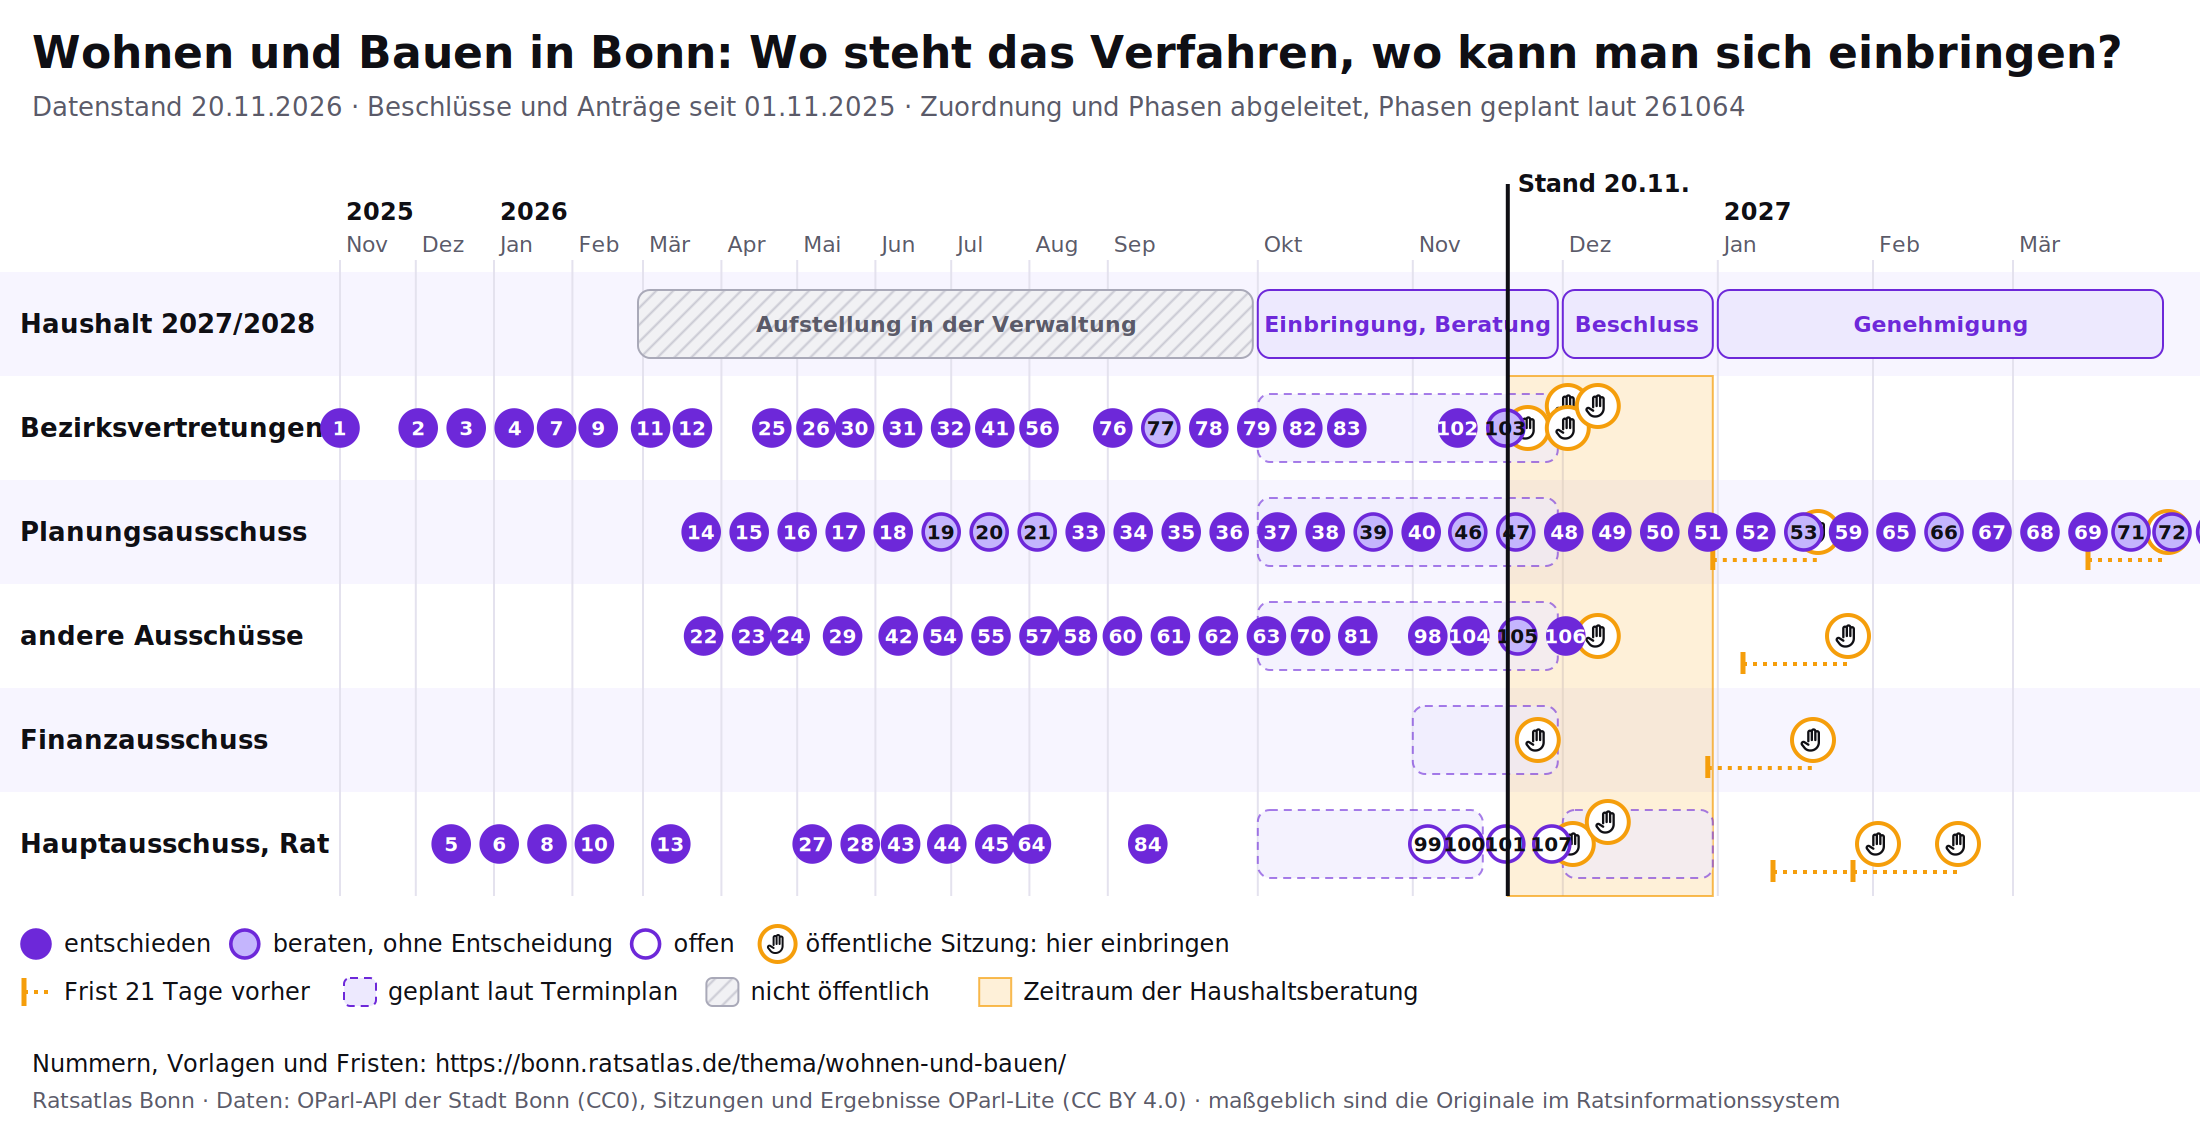 Wohnen und Bauen in Bonn: Wo steht das Verfahren, wo kann man sich einbringen?
Datenstand 20.11.2026 · Beschlüsse und Anträge seit 01.11.2025 · Zuordnung und Phasen abgeleitet, Phasen geplant laut 261064
Stand 20.11.
2025 2026 2027
Nov Dez Jan Feb Mär Apr Mai Jun Jul Aug Sep Okt Nov Dez Jan Feb Mär
Haushalt 2027/2028 Aufstellung in der Verwaltung Einbringung, Beratung Beschluss Genehmigung
Bezirksvertretungen 1 2 3 4 7 9 11 12 25 26 30 31 32 41 56 76 77 78 79 82 83 102 103
Planungsausschuss 14 15 16 17 18 19 20 21 33 34 35 36 37 38 39 40 46 47 48 49 50 51 52 53 59 65 66 67 68 69 71 72
andere Ausschüsse 22 23 24 29 42 54 55 57 58 60 61 62 63 70 81 98 104 105 106
Finanzausschuss
Hauptausschuss, Rat 5 6 8 10 13 27 28 43 44 45 64 84 99 100 101 107
entschieden beraten, ohne Entscheidung offen öffentliche Sitzung: hier einbringen
Frist 21 Tage vorher geplant laut Terminplan nicht öffentlich Zeitraum der Haushaltsberatung
Nummern, Vorlagen und Fristen: https://bonn.ratsatlas.de/thema/wohnen-und-bauen/
Ratsatlas Bonn · Daten: OParl-API der Stadt Bonn (CC0), Sitzungen und Ergebnisse OParl-Lite (CC BY 4.0) · maßgeblich sind die Originale im Ratsinformationssystem